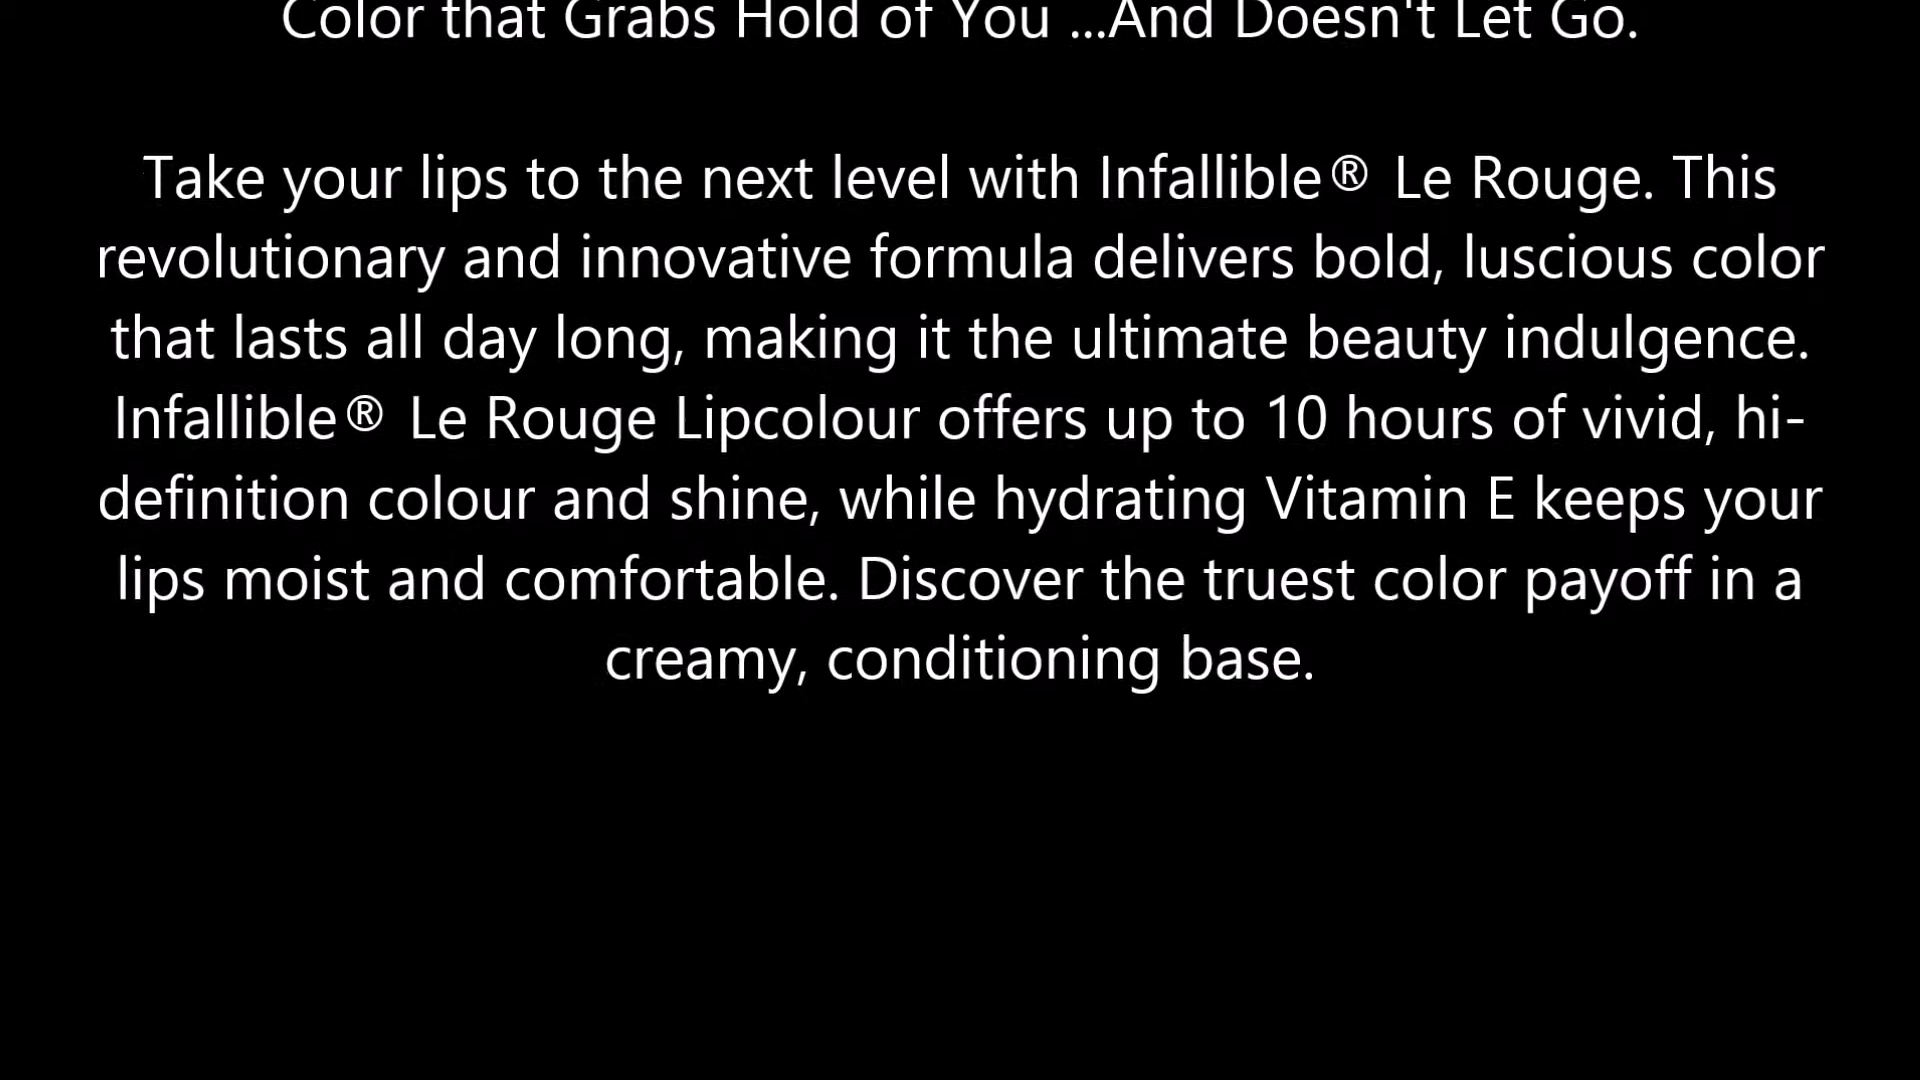 Color that Grabs Hold of You ...And Doesn't Let Go.
Take your lips to the next level with Infallible® Le Rouge. This
revolutionary and innovative formula delivers bold, luscious color
that lasts all day long, making it the ultimate beauty indulgence.
Infallible® Le Rouge Lipcolour offers up to 10 hours of vivid, hi-
definition colour and shine, while hydrating Vitamin E keeps your
lips moist and comfortable. Discover the truest color payoff in a
creamy, conditioning base.